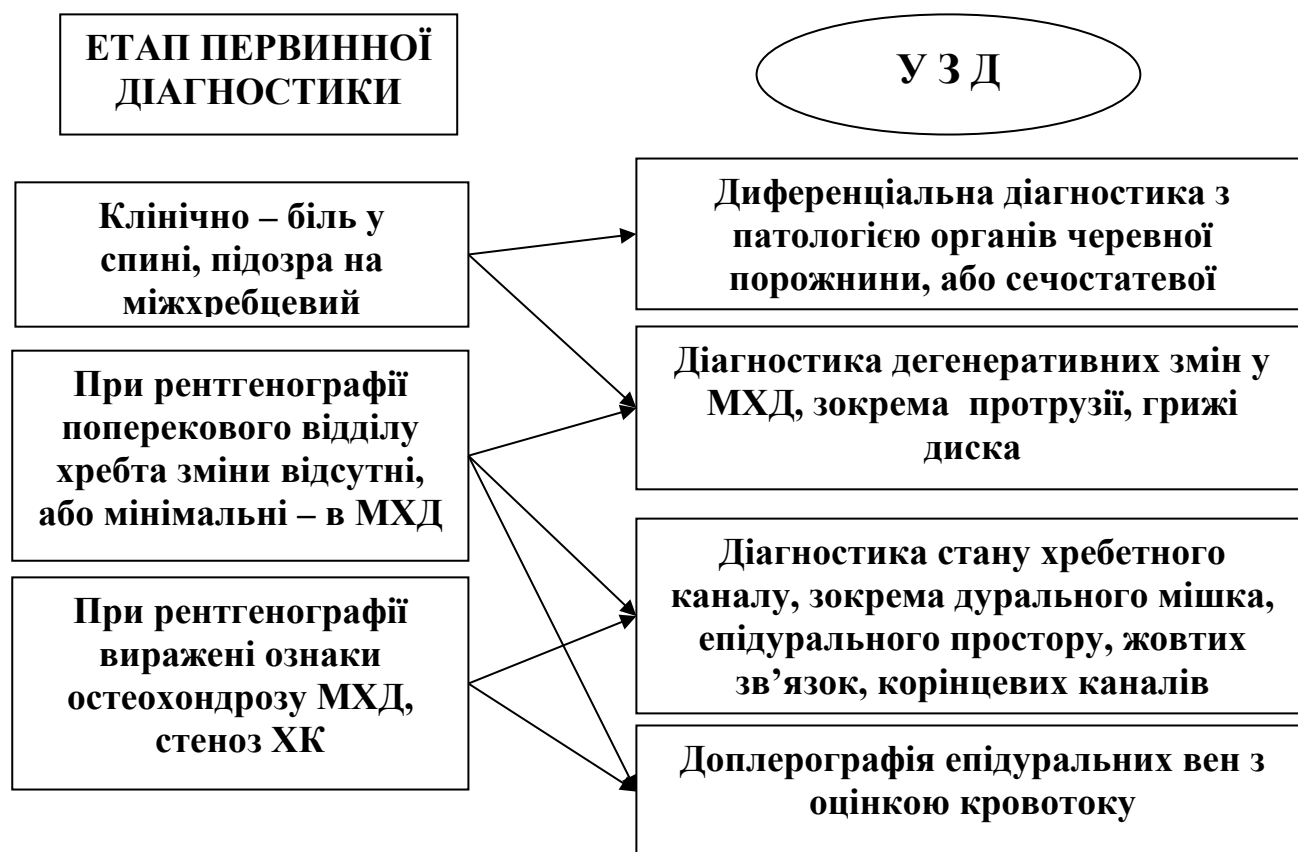 ЕТАП ПЕРВИННОЇ
ДІАГНОСТИКИ
У З Д
Клінічно – біль у
спині, підозра на
міжхребцевий
При рентгенографії
поперекового відділу
хребта зміни відсутні,
або мінімальні – в МХД
При рентгенографії
виражені ознаки
остеохондрозу МХД,
стеноз ХК
Диференціальна діагностика з
патологією органів черевної
порожнини, або сечостатевої
Діагностика дегенеративних змін у
МХД, зокрема протрузії, грижі
диска
Діагностика стану хребетного
каналу, зокрема дурального мішка,
епідурального простору, жовтих
зв’язок, корінцевих каналів
Доплерографія епідуральних вен з
оцінкою кровотоку